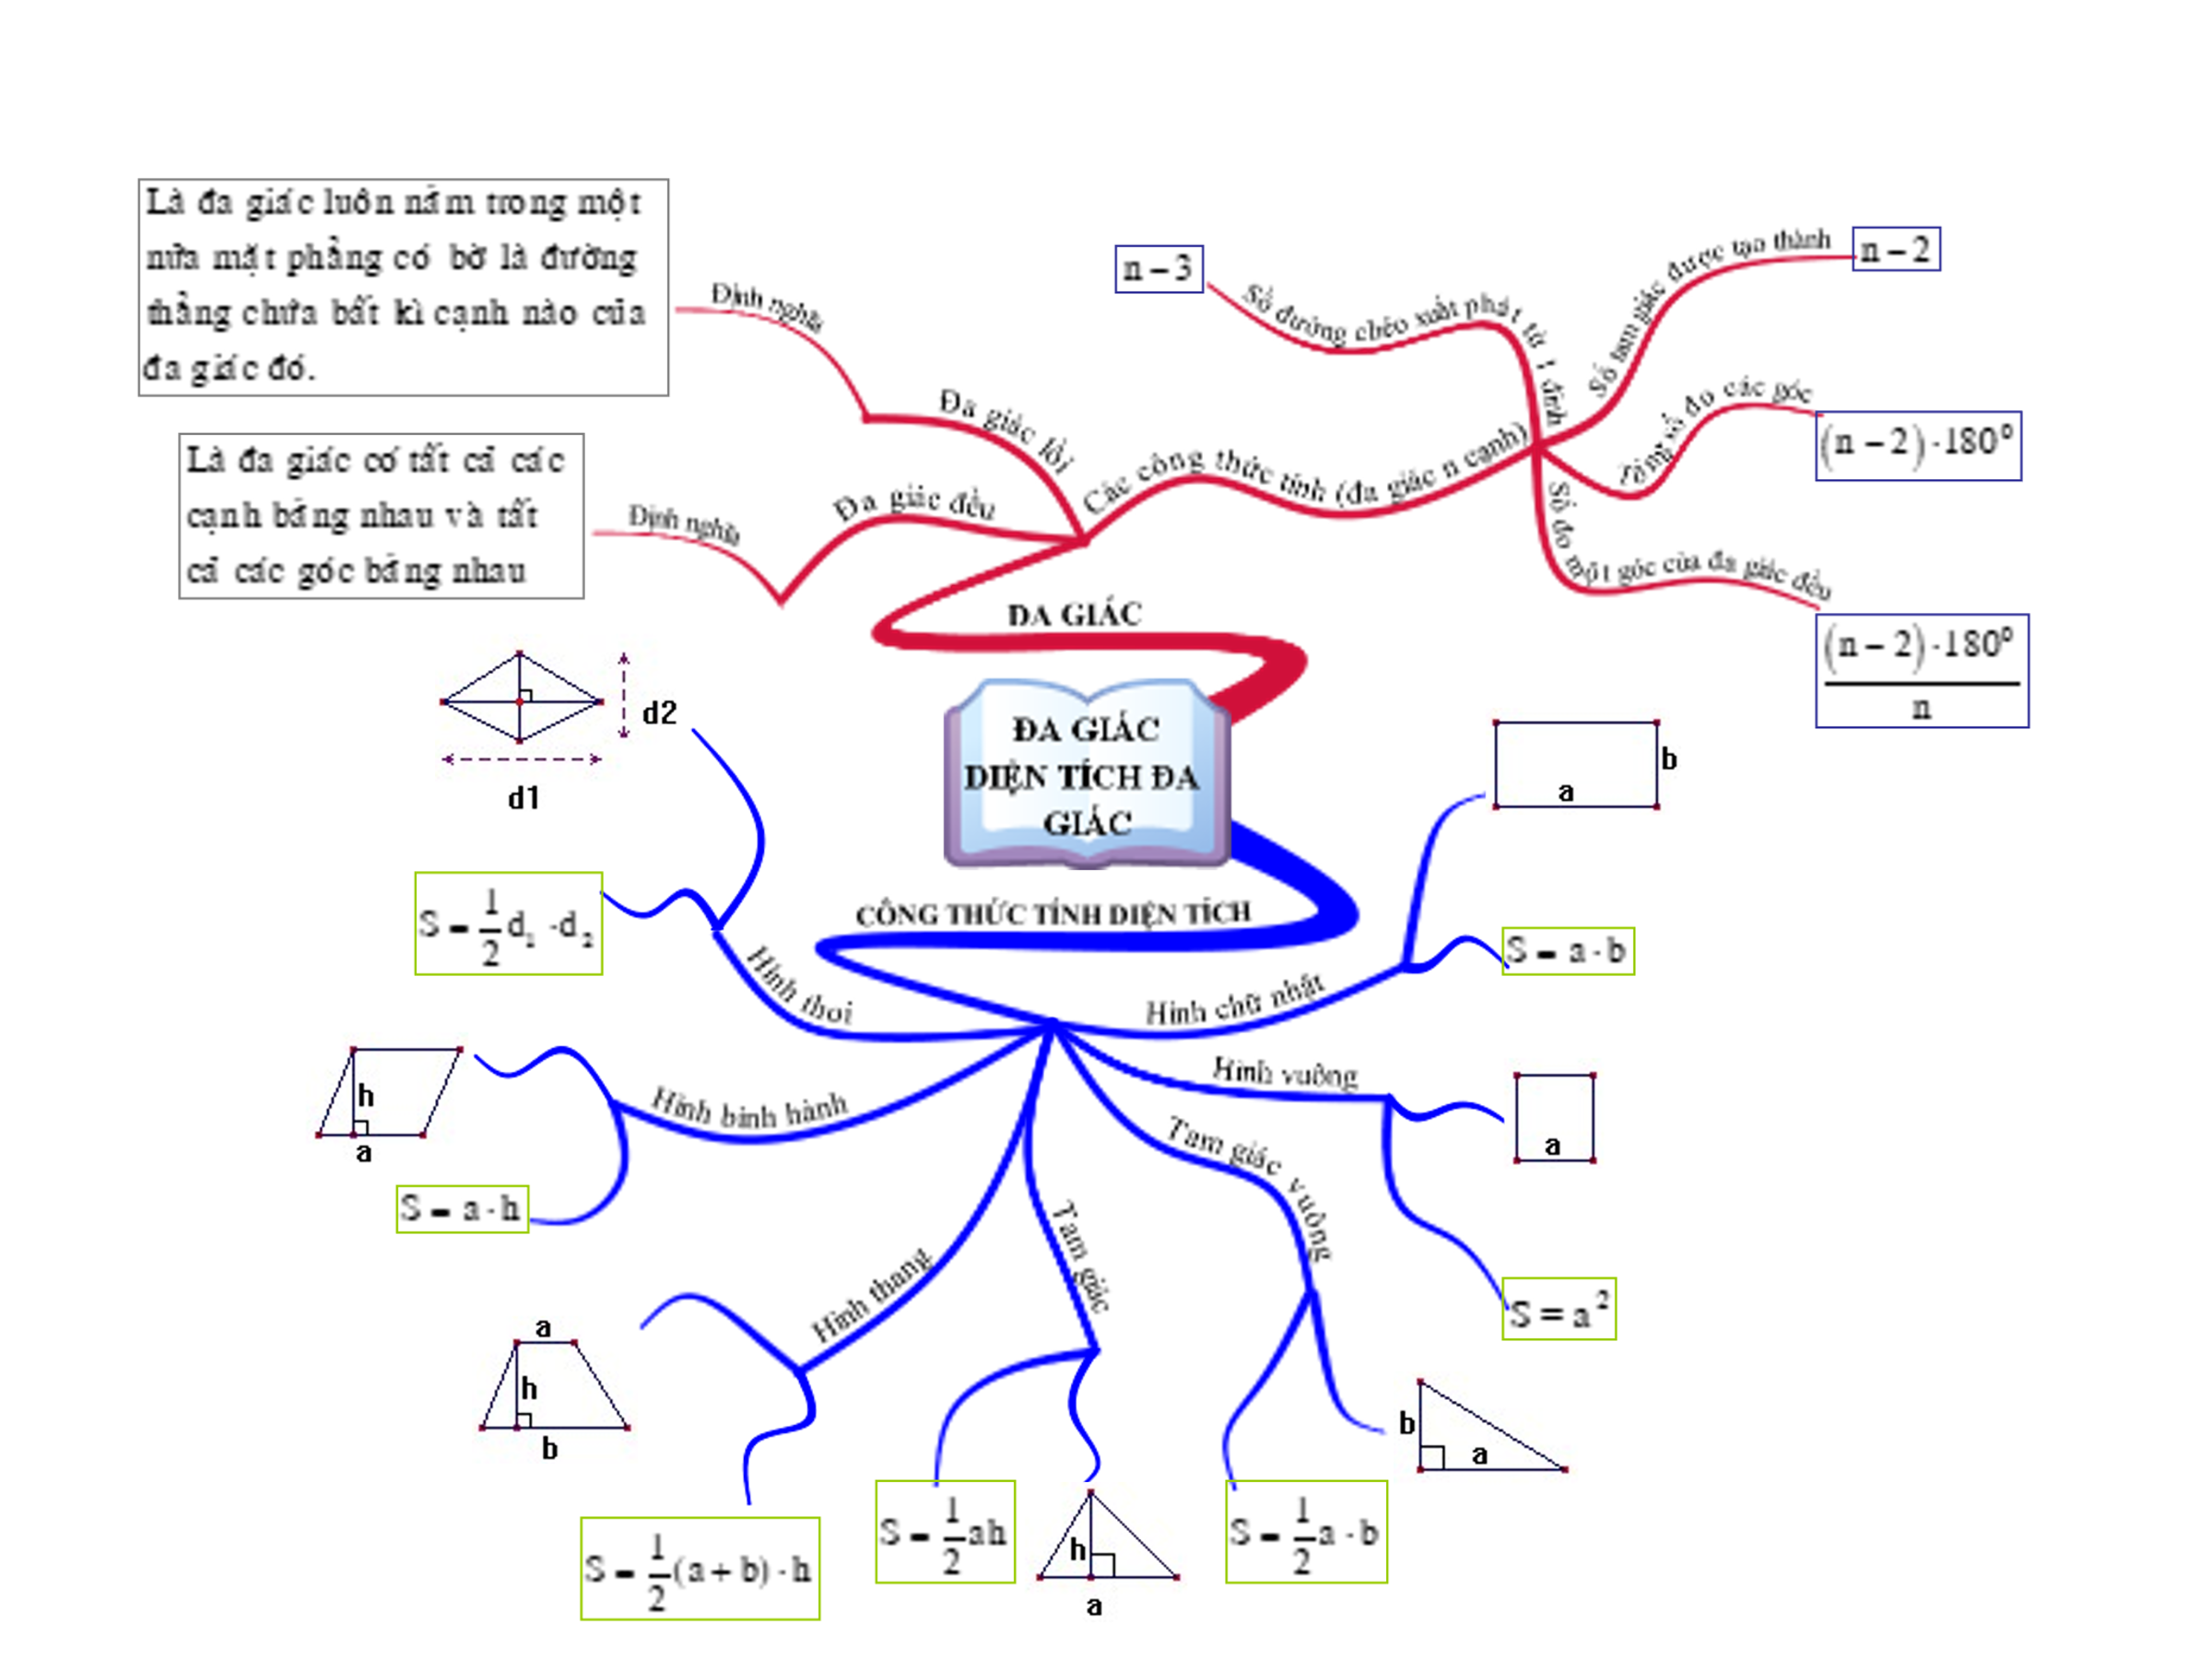 Là đa giác luôn nằm trong một
nửa mặt phẳng có bờ là đường
thẳng chứa bất kì cạnh nào của
đa giác đó.
Định nghĩa
Đa giác lồi
Là đa giác có tất cả các
cạnh bằng nhau và tất
cả các góc bằng nhau
Định nghĩa
Đa giác đều
Các công thức tính (đa giác n cạnh)
n – 3
Số đường chéo xuất phát từ 1 đỉnh
Số tam giác được tạo thành
n – 2
Tổng số đo các góc
(n – 2) · 180⁰
Số đo một góc của đa giác đều
(n – 2) · 180⁰
n
ĐA GIÁC
ĐA GIÁC
DIỆN TÍCH ĐA
GIÁC
CÔNG THỨC TÍNH DIỆN TÍCH
d2
d1
S = 1/2 d₁ · d₂
Hình thoi
Hình chữ nhật
b
a
S = a · b
h
a
Hình bình hành
S = a · h
Hình vuông
a
S = a²
Hình thang
a
h
b
S = 1/2 (a + b) · h
Tam giác
S = 1/2 ah
h
a
Tam giác vuông
S = 1/2 a · b
b
a